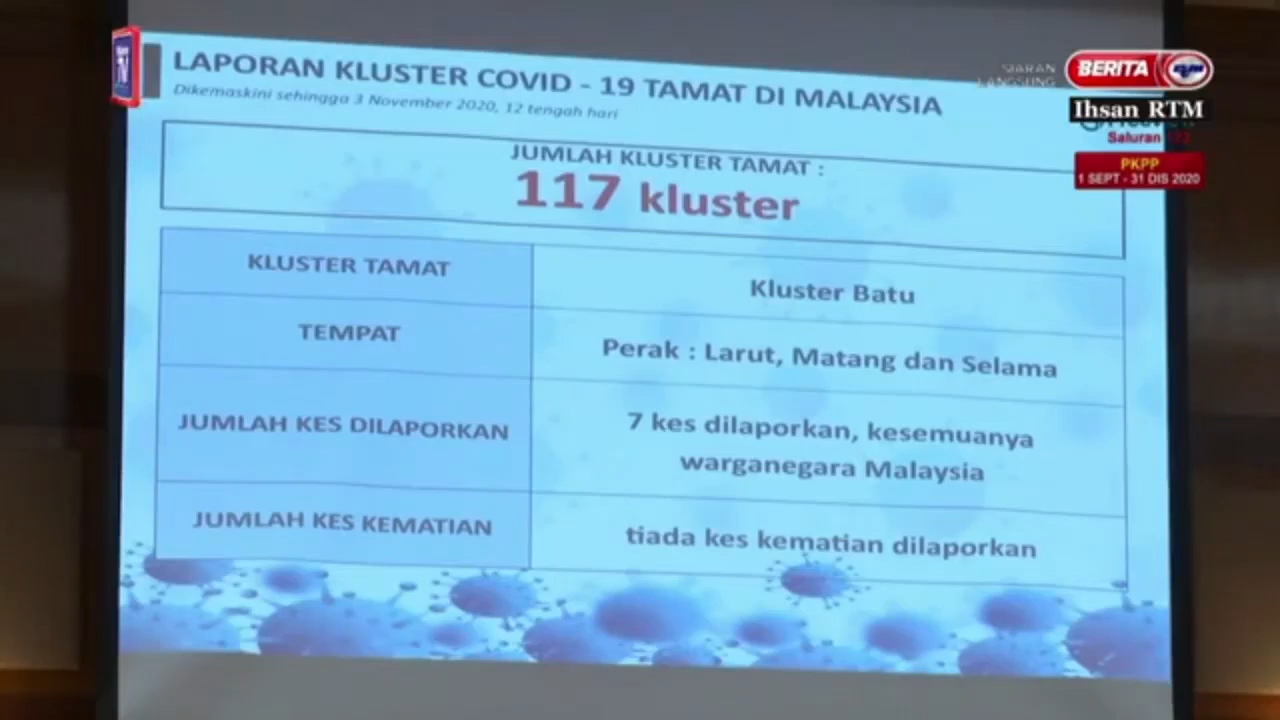 TV
LAPORAN KLUSTER COVID - 19 TAMAT DI MALAYSIA
Dikemaskini sehingga 3 November 2020, 12 tengah hari
SIARAN
LANGSUNG
BERITA
Ihsan RTM
Saluran
PKPP
1 SEPT - 31 DIS 2020
JUMLAH KLUSTER TAMAT :
117 kluster
KLUSTER TAMAT
Kluster Batu
TEMPAT
Perak : Larut, Matang dan Selama
JUMLAH KES DILAPORKAN
7 kes dilaporkan, kesemuanya
warganegara Malaysia
JUMLAH KES KEMATIAN
tiada kes kematian dilaporkan